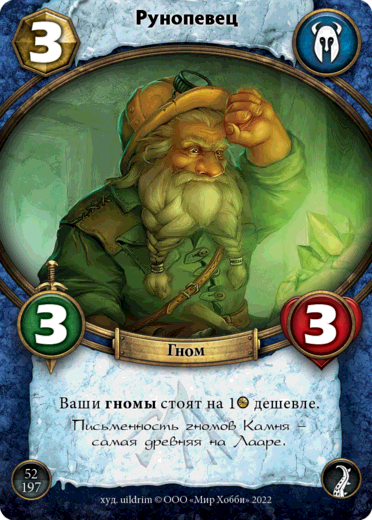 Рунопевец
3
3
3
Гном
Ваши гномы стоят на 1 дешевле.
Письменность гномов Камня –
самая древняя на Лааре.
52
197
худ. uildrim © ООО «Мир Хобби» 2022